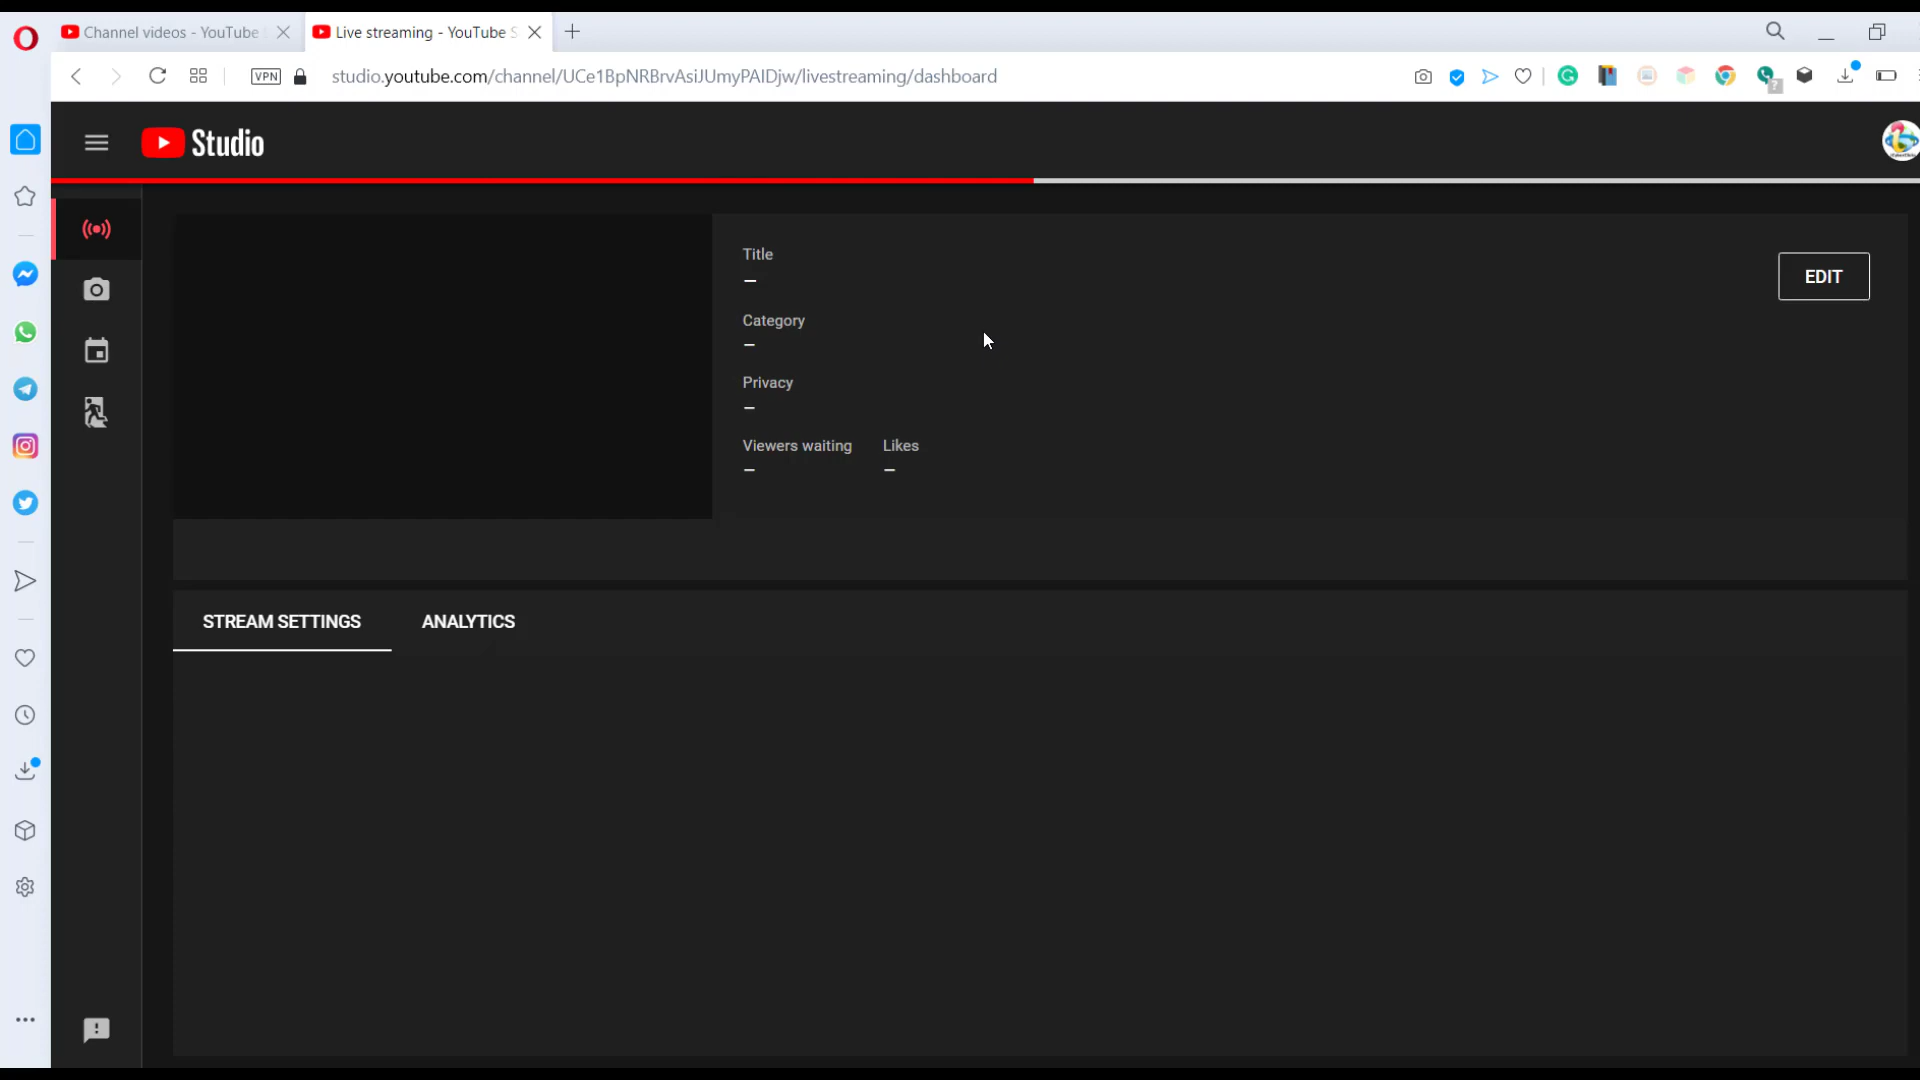 Channel videos - YouTube
Live streaming - YouTube S
VPN
studio.youtube.com/channel/UCe1BpNRBrvAsiJUmyPAIDjw/livestreaming/dashboard
?
Studio
Title
–
EDIT
Category
–
Privacy
–
Viewers waiting Likes
– –
STREAM SETTINGS ANALYTICS